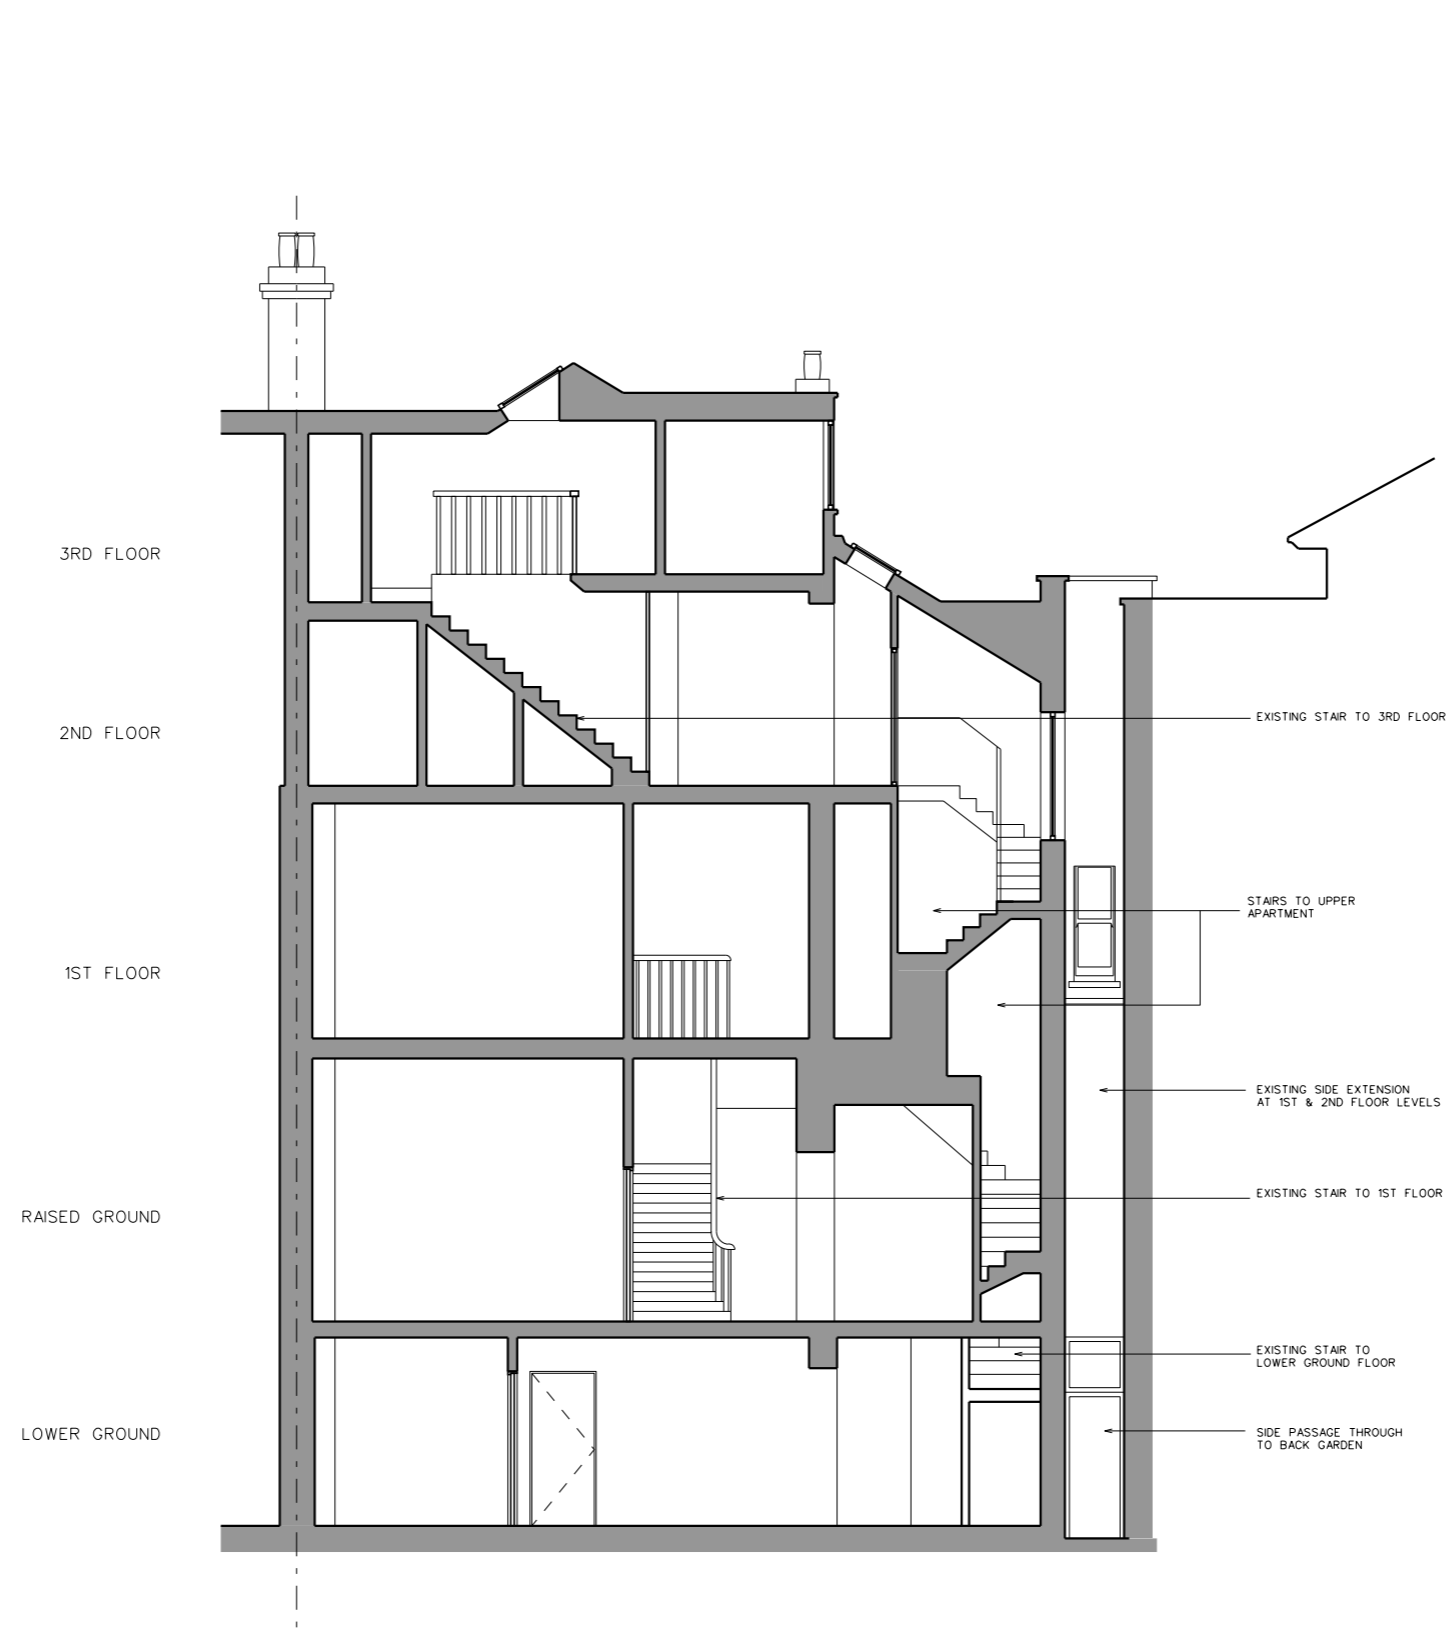 3RD FLOOR
2ND FLOOR
EXISTING STAIR TO 3RD FLOOR
STAIRS TO UPPER
APARTMENT
1ST FLOOR
EXISTING SIDE EXTENSION
AT 1ST & 2ND FLOOR LEVELS
EXISTING STAIR TO 1ST FLOOR
RAISED GROUND
EXISTING STAIR TO
LOWER GROUND FLOOR
LOWER GROUND
SIDE PASSAGE THROUGH
TO BACK GARDEN